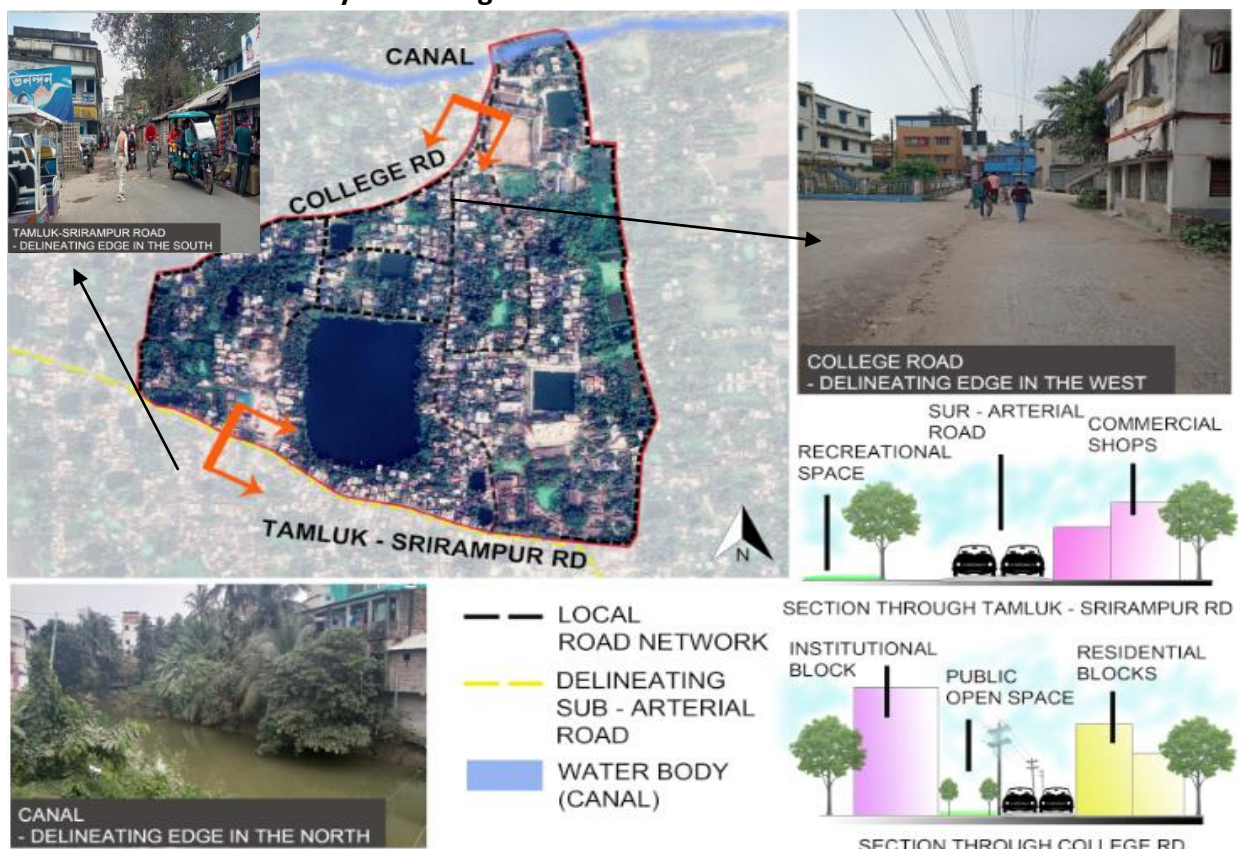 অভিনন্দন
TAMLUK-SRIRAMPUR ROAD
- DELINEATING EDGE IN THE SOUTH
CANAL
COLLEGE RD
TAMLUK - SRIRAMPUR RD
N
COLLEGE ROAD
- DELINEATING EDGE IN THE WEST
RECREATIONAL
SPACE
SUR - ARTERIAL
ROAD
COMMERCIAL
SHOPS
SECTION THROUGH TAMLUK - SRIRAMPUR RD
INSTITUTIONAL
BLOCK
PUBLIC
OPEN SPACE
RESIDENTIAL
BLOCKS
SECTION THROUGH COLLEGE RD
CANAL
- DELINEATING EDGE IN THE NORTH
LOCAL
ROAD NETWORK
DELINEATING
SUB - ARTERIAL
ROAD
WATER BODY
(CANAL)